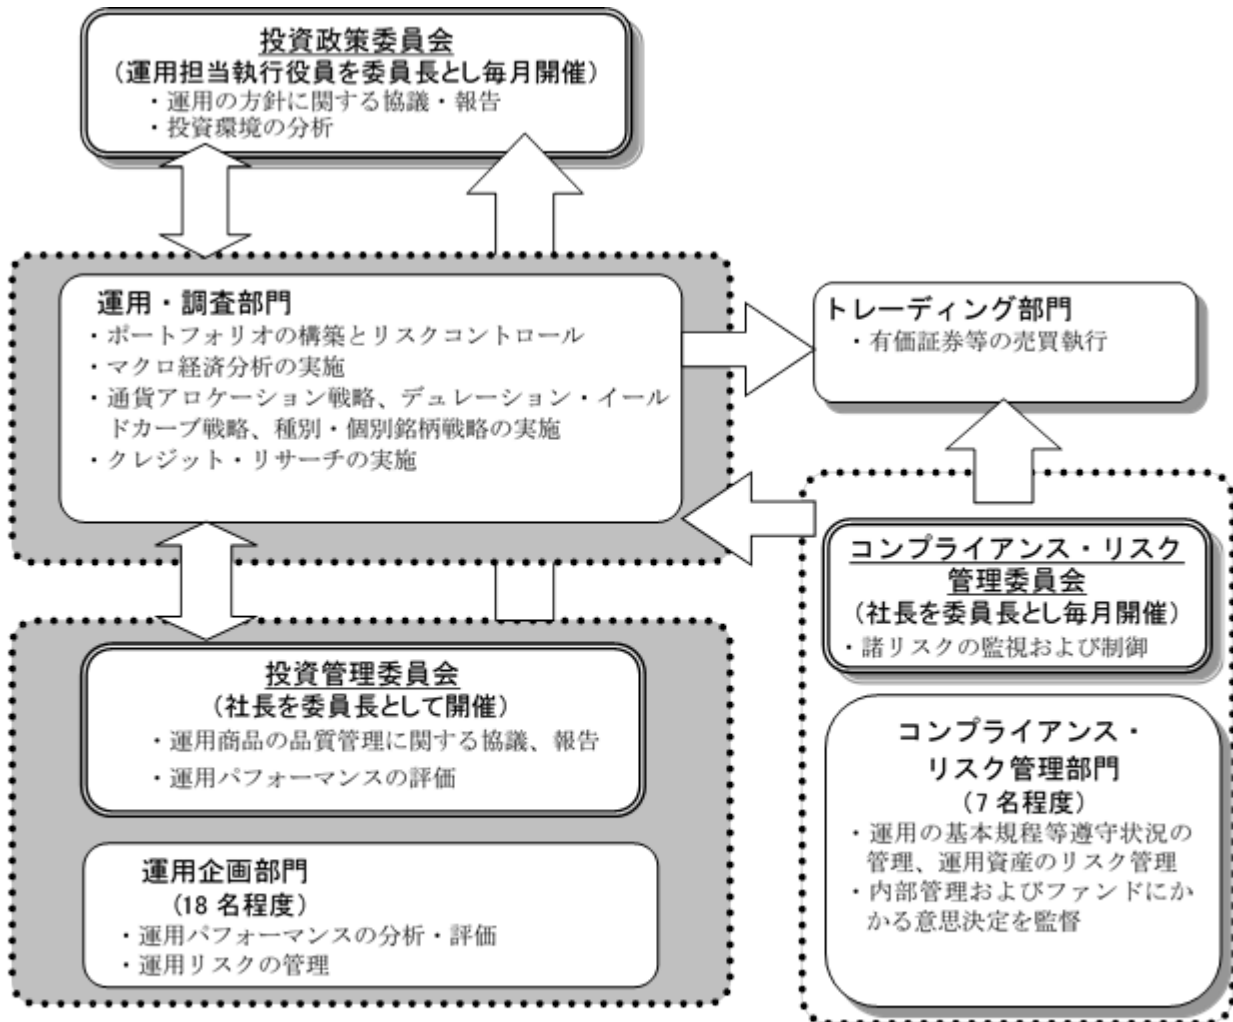 投資政策委員会
（運用担当執行役員を委員長とし毎月開催）
・運用の方針に関する協議・報告
・投資環境の分析
運用・調査部門
・ポートフォリオの構築とリスクコントロール
・マクロ経済分析の実施
・通貨アロケーション戦略、デュレーション・イール
ドカーブ戦略、種別・個別銘柄戦略の実施
・クレジット・リサーチの実施
トレーディング部門
・有価証券等の売買執行
コンプライアンス・リスク
管理委員会
（社長を委員長とし毎月開催）
・諸リスクの監視および制御
コンプライアンス・
リスク管理部門
（7 名程度）
・運用の基本規程等遵守状況の
管理、運用資産のリスク管理
・内部管理およびファンドにか
かる意思決定を監督
投資管理委員会
（社長を委員長として開催）
・運用商品の品質管理に関する協議、報告
・運用パフォーマンスの評価
運用企画部門
（18 名程度）
・運用パフォーマンスの分析・評価
・運用リスクの管理